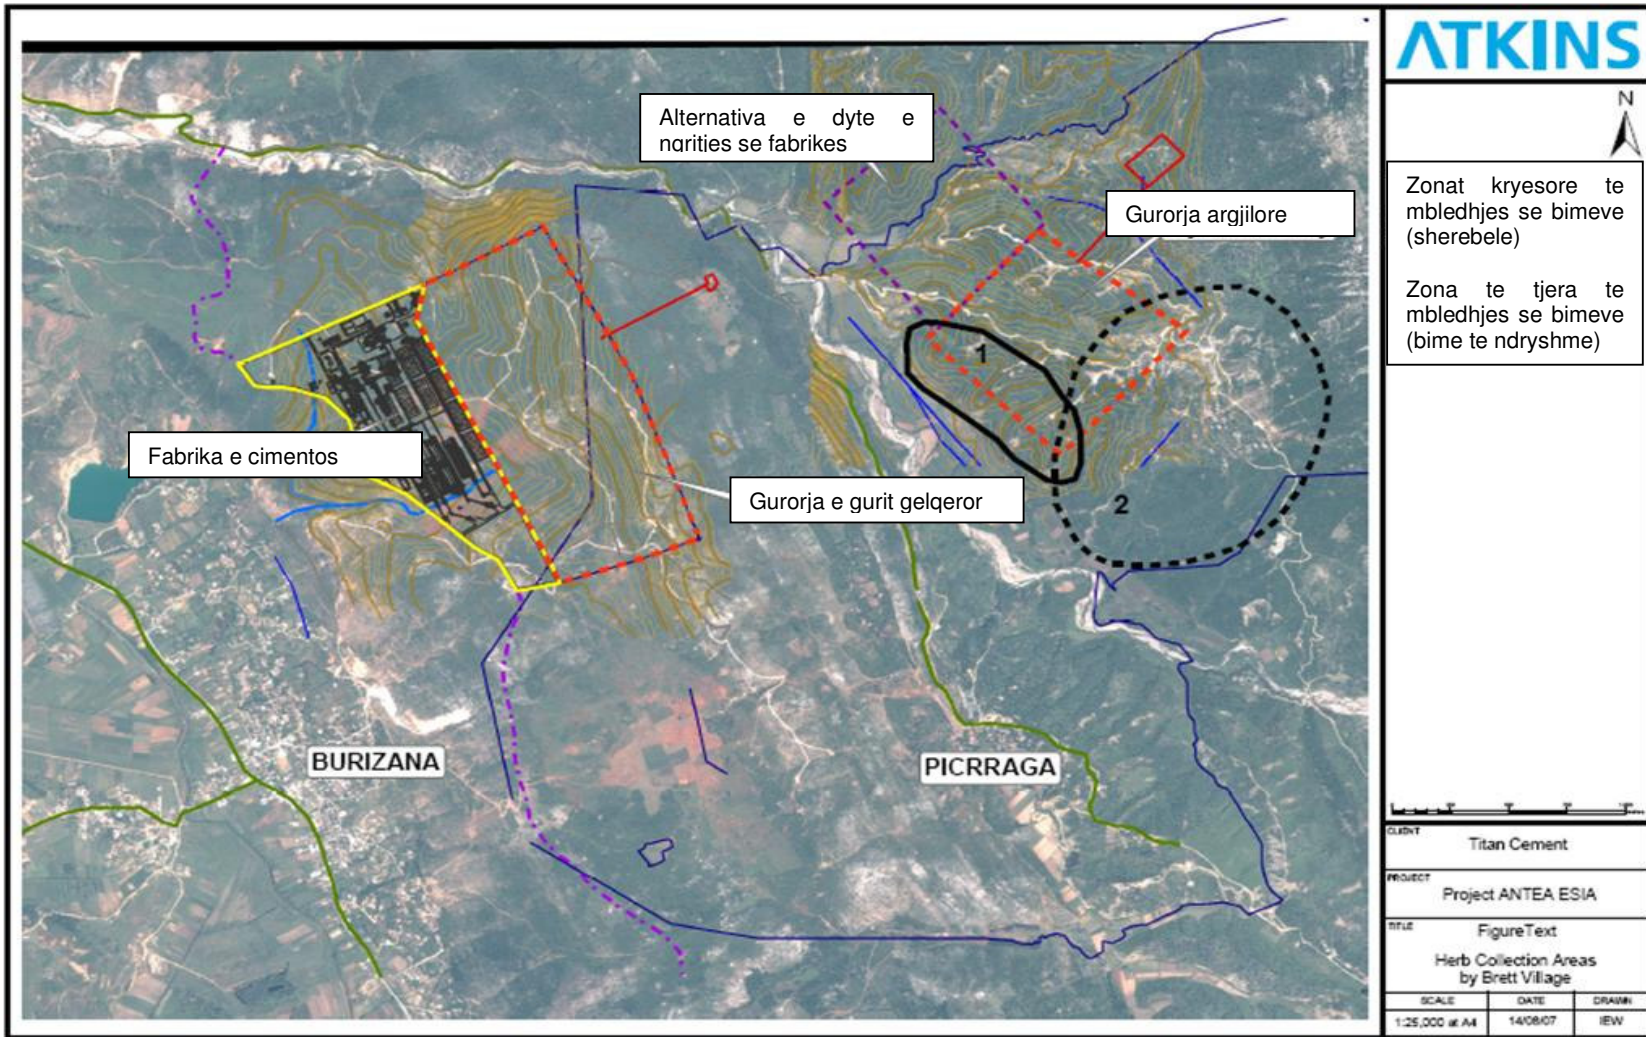 ATKINS
N
Alternativa e dyte e
ngrities se fabrikes
Gurorja argjilore
Zonat kryesore te
mbledhjes se bimeve
(sherebele)
Zona te tjera te
mbledhjes se bimeve
(bime te ndryshme)
1
2
Fabrika e cimentos
Gurorja e gurit gelqeror
BURIZANA
PICRRAGA
CLIENT
Titan Cement
PROJECT
Project ANTEA ESIA
TITLE
FigureText
Herb Collection Areas
by Brett Village
SCALE
DATE
DRAWN
1:25,000 at A4
14/08/07
IEW